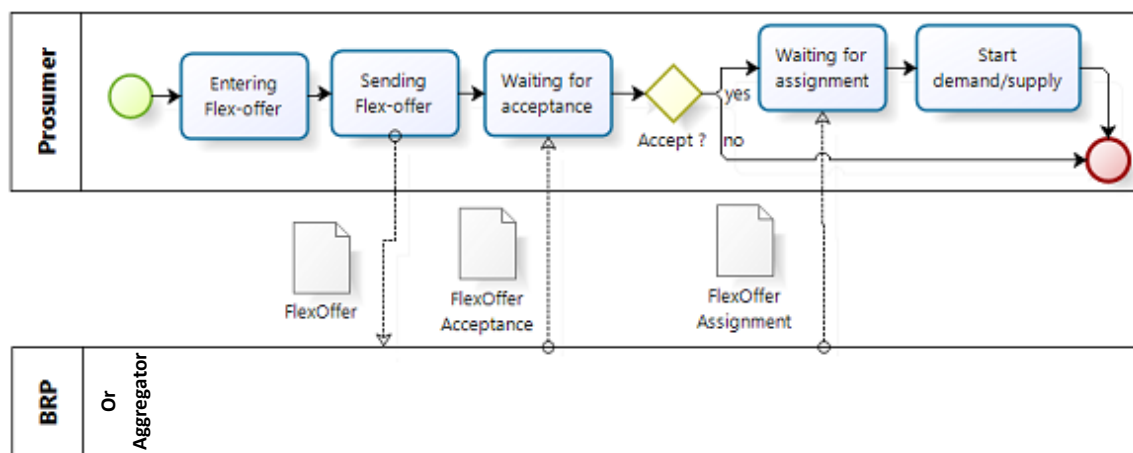 Prosumer
Entering
Flex-offer
Sending
Flex-offer
Waiting for
acceptance
Accept ?
yes
no
Waiting for
assignment
Start
demand/supply
FlexOffer
FlexOffer
Acceptance
FlexOffer
Assignment
BRP
Or
Aggregator